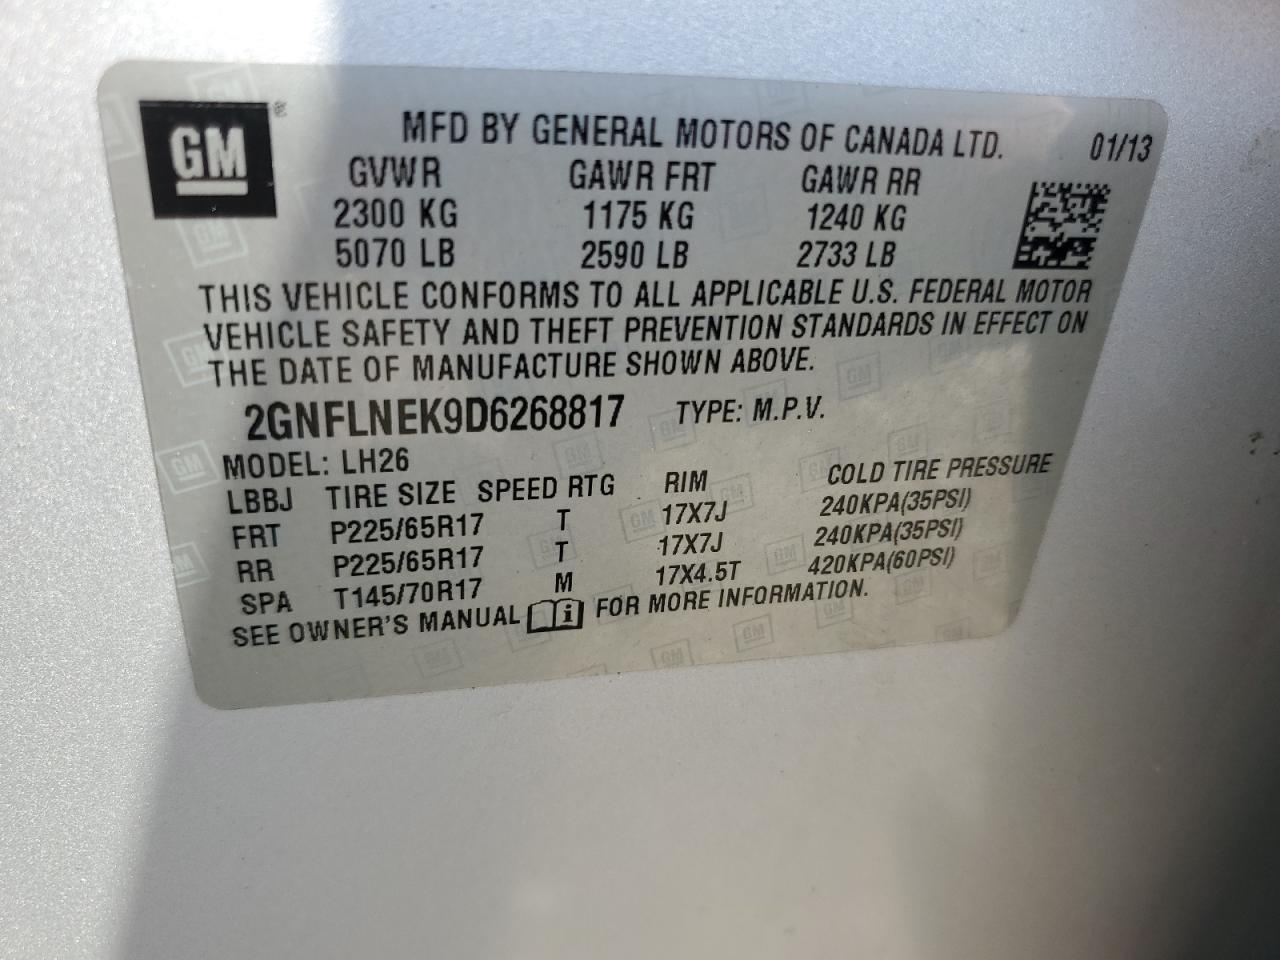 GM ®
MFD BY GENERAL MOTORS OF CANADA LTD. 01/13
GVWR GAWR FRT GAWR RR
2300 KG 1175 KG 1240 KG
5070 LB 2590 LB 2733 LB
THIS VEHICLE CONFORMS TO ALL APPLICABLE U.S. FEDERAL MOTOR
VEHICLE SAFETY AND THEFT PREVENTION STANDARDS IN EFFECT ON
THE DATE OF MANUFACTURE SHOWN ABOVE.
2GNFLNEK9D6268817 TYPE: M.P.V.
MODEL: LH26
LBBJ TIRE SIZE SPEED RTG RIM COLD TIRE PRESSURE
FRT P225/65R17 T 17X7J 240KPA(35PSI)
RR P225/65R17 T 17X7J 240KPA(35PSI)
SPA T145/70R17 M 17X4.5T 420KPA(60PSI)
SEE OWNER'S MANUAL i FOR MORE INFORMATION.